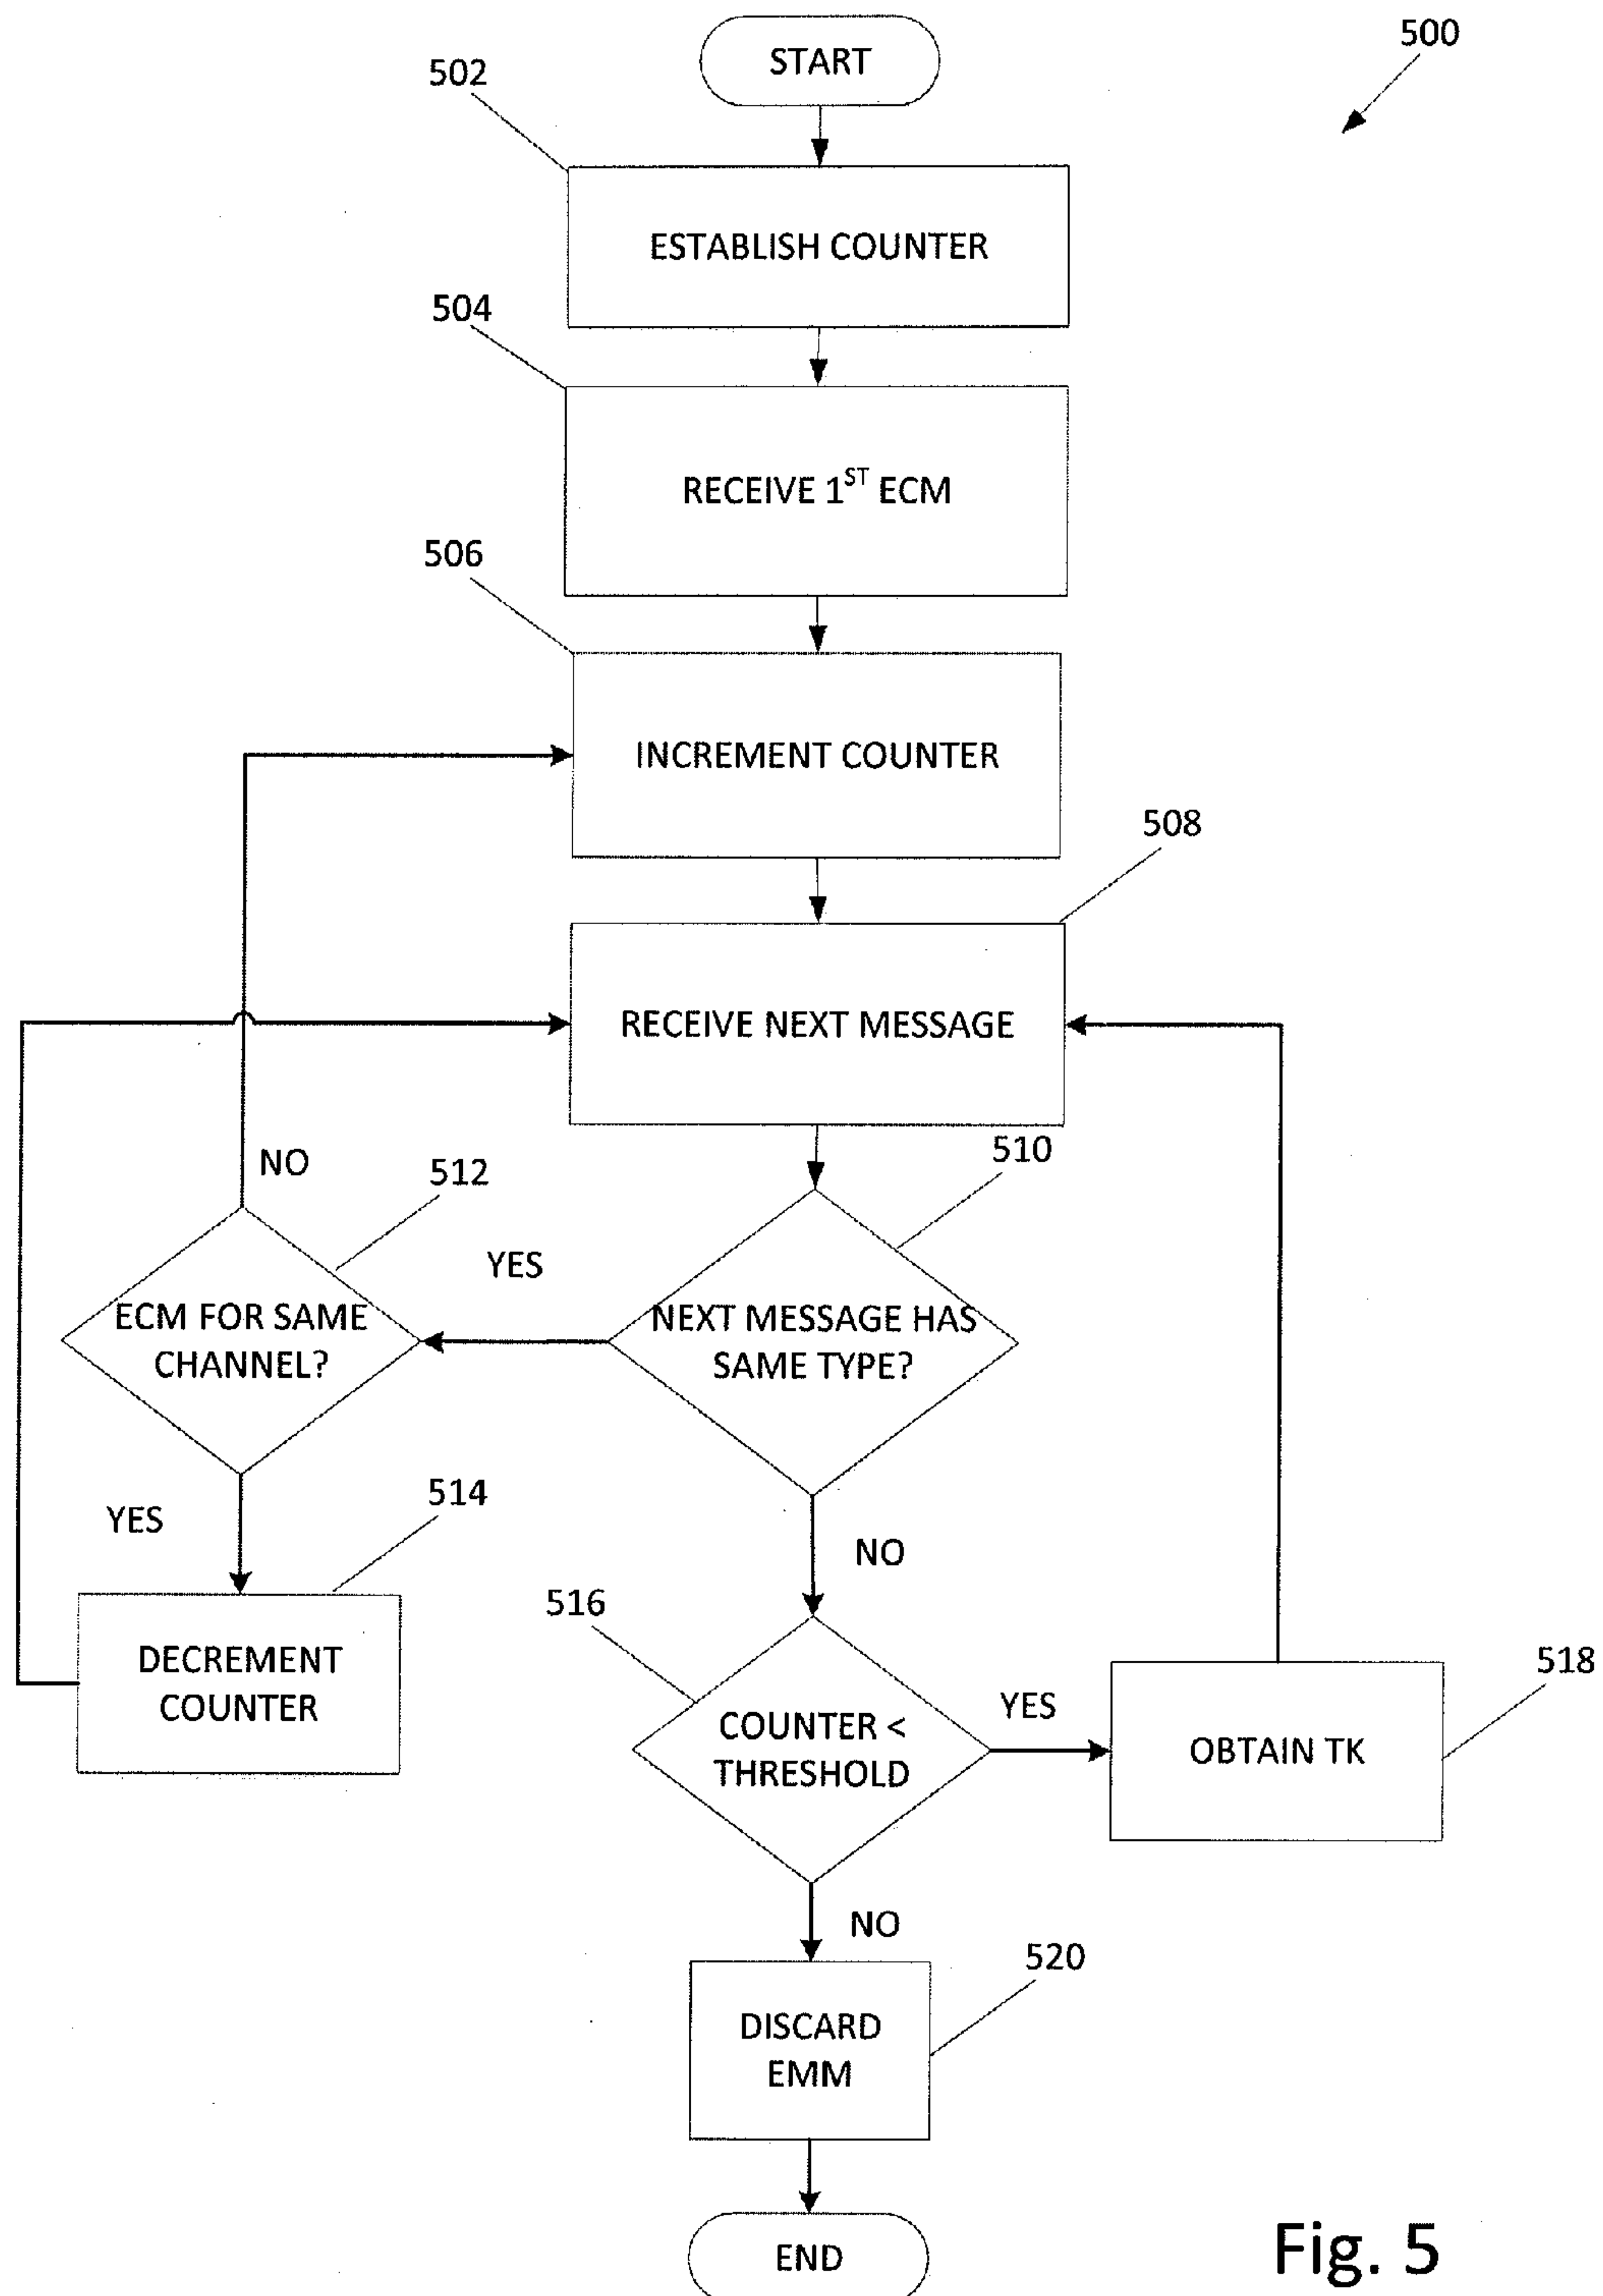 START
500
502
ESTABLISH COUNTER
504
RECEIVE 1ST ECM
506
INCREMENT COUNTER
508
RECEIVE NEXT MESSAGE
NO
512
510
YES
ECM FOR SAME
CHANNEL?
NEXT MESSAGE HAS
SAME TYPE?
YES
514
NO
516
DECREMENT
COUNTER
COUNTER <
THRESHOLD
YES
518
OBTAIN TK
NO
520
DISCARD
EMM
END
Fig. 5